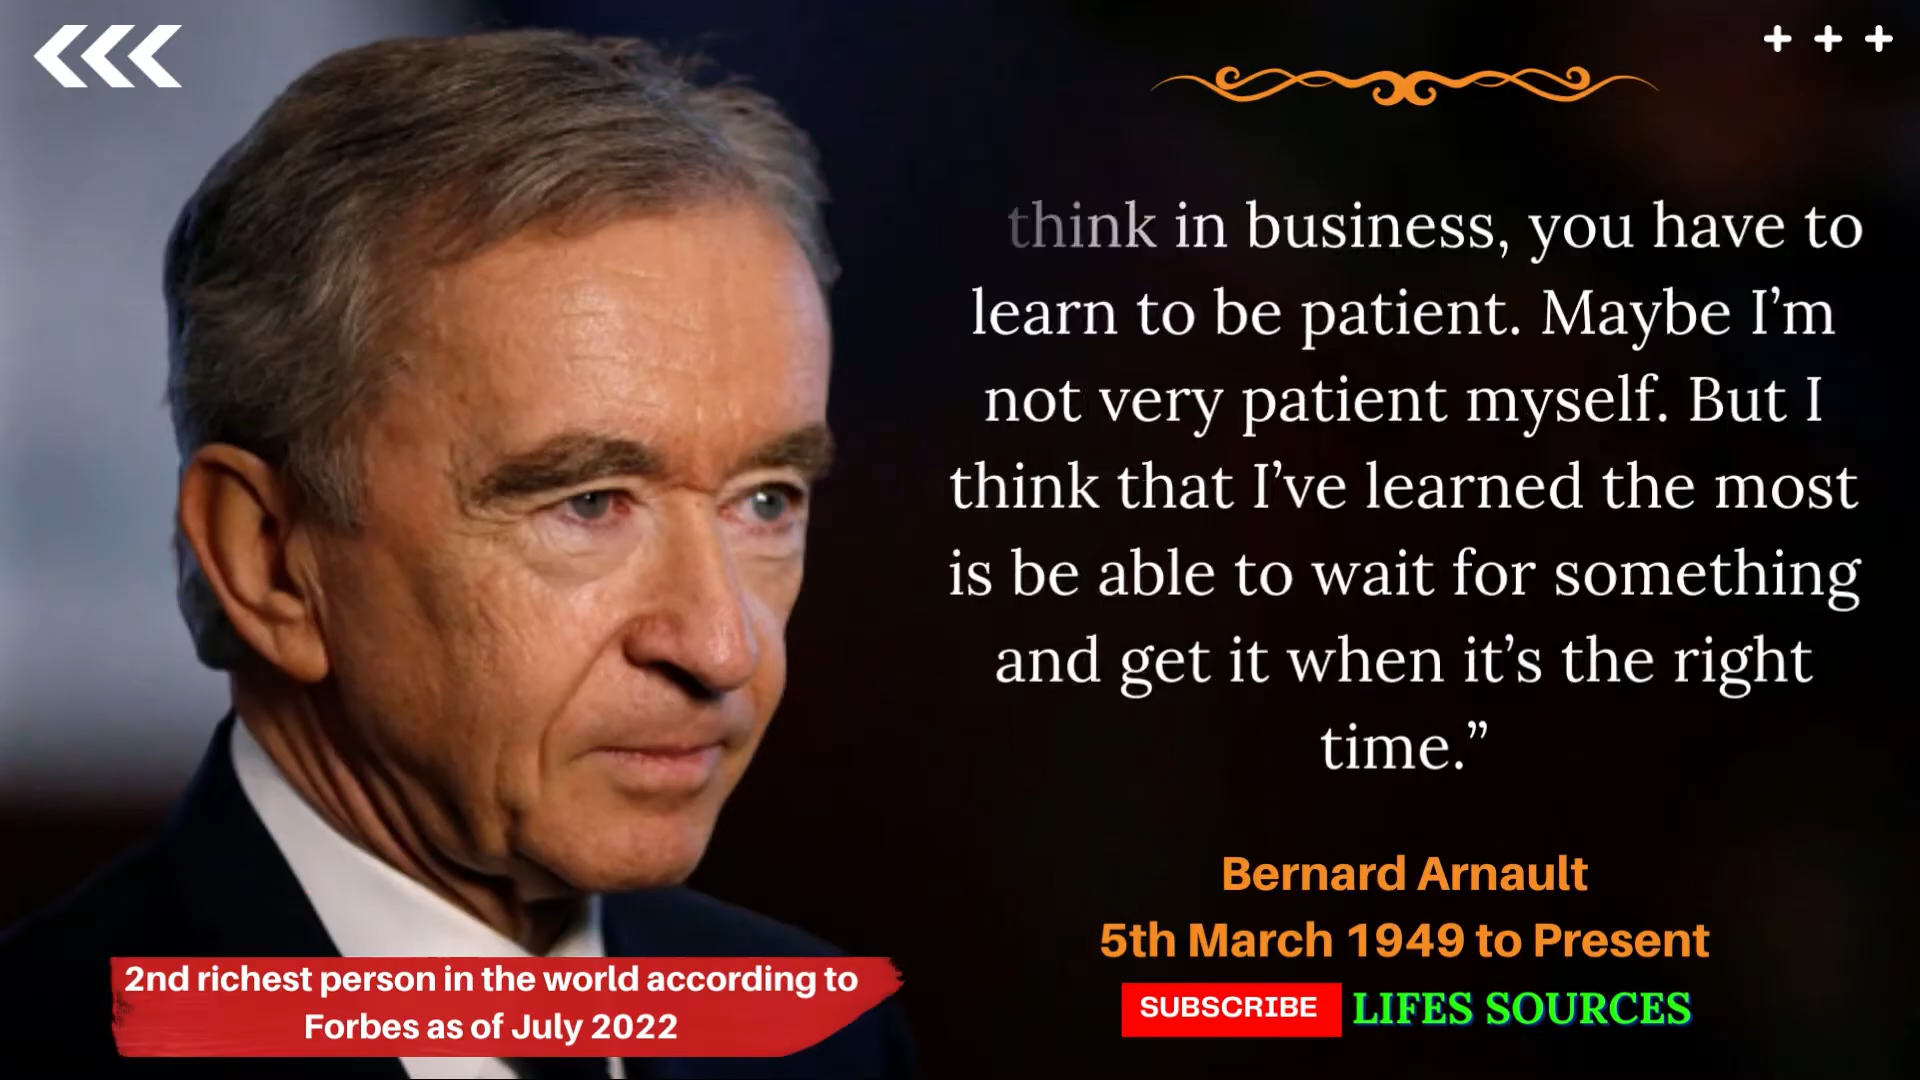 think in business, you have to
learn to be patient. Maybe I’m
not very patient myself. But I
think that I’ve learned the most
is be able to wait for something
and get it when it’s the right
time.”
Bernard Arnault
5th March 1949 to Present
SUBSCRIBE LIFES SOURCES
2nd richest person in the world according to
Forbes as of July 2022